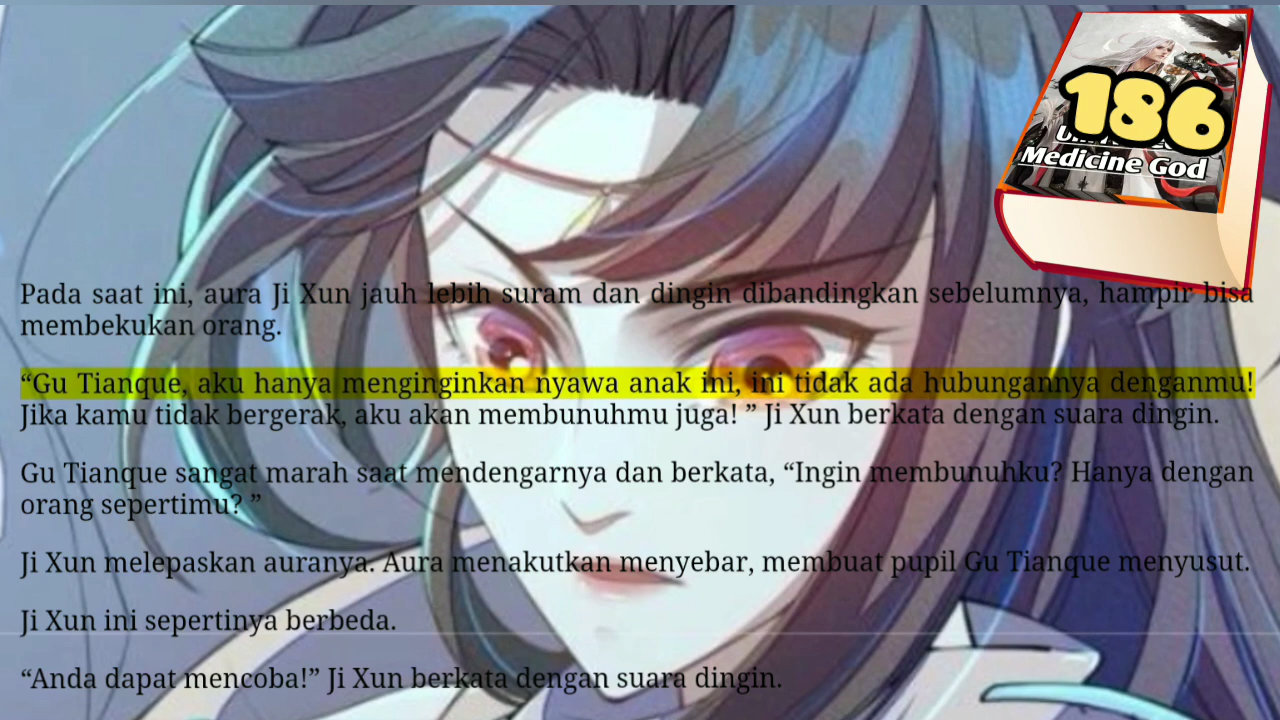 186
Medicine God
Pada saat ini, aura Ji Xun jauh lebih suram dan dingin dibandingkan sebelumnya, hampir bisa
membekukan orang.
“Gu Tianque, aku hanya menginginkan nyawa anak ini, ini tidak ada hubungannya denganmu!
Jika kamu tidak bergerak, aku akan membunuhmu juga! ” Ji Xun berkata dengan suara dingin.
Gu Tianque sangat marah saat mendengarnya dan berkata, “Ingin membunuhku? Hanya dengan
orang sepertimu? ”
Ji Xun melepaskan auranya. Aura menakutkan menyebar, membuat pupil Gu Tianque menyusut.
Ji Xun ini sepertinya berbeda.
“Anda dapat mencoba!” Ji Xun berkata dengan suara dingin.